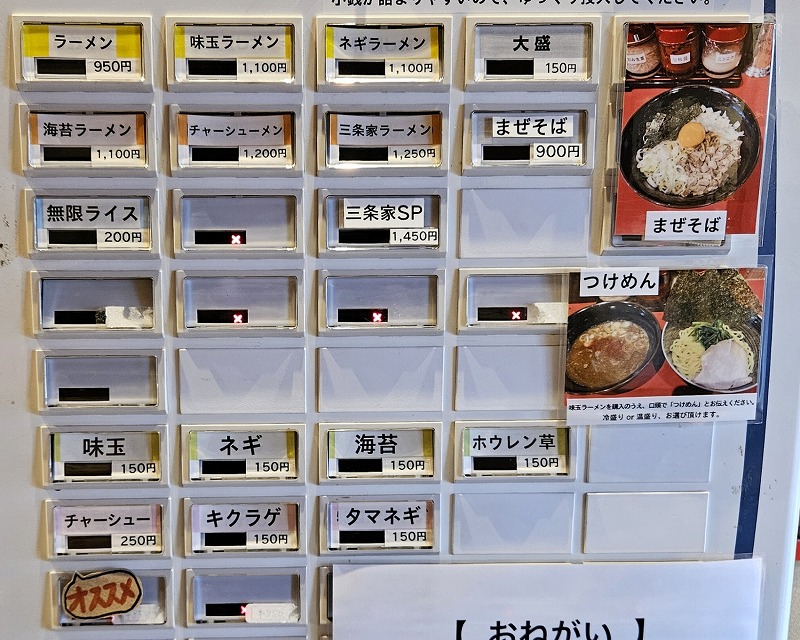 小銭が詰まりやすいので、ゆっくり投入してください。
ラーメン
950円
味玉ラーメン
1,100円
ネギラーメン
1,100円
大盛
150円
海苔ラーメン
1,100円
チャーシューメン
1,200円
三条家ラーメン
1,250円
まぜそば
900円
まぜそば
無限ライス
200円
三条家SP
1,450円
つけめん
味玉ラーメンを購入のうえ、口頭で「つけめん」とお伝えください。
冷盛り or 温盛り、お選び頂けます。
味玉
150円
ネギ
150円
海苔
150円
ホウレン草
150円
チャーシュー
250円
キクラゲ
150円
タマネギ
150円
オススメ
【 おねがい 】